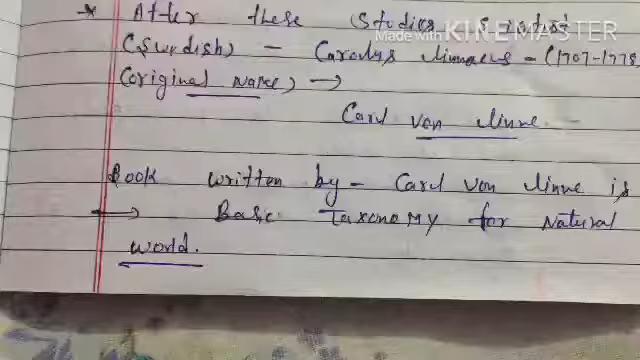 Made with KINEMASTER
* After these studies scientist
(Swedish) - Carolus linnaeus - (1707-1778
(original Name) →
Carl von linne.
Book written by - Carl von linne is
→ Basic Taxonomy for Natural
world.